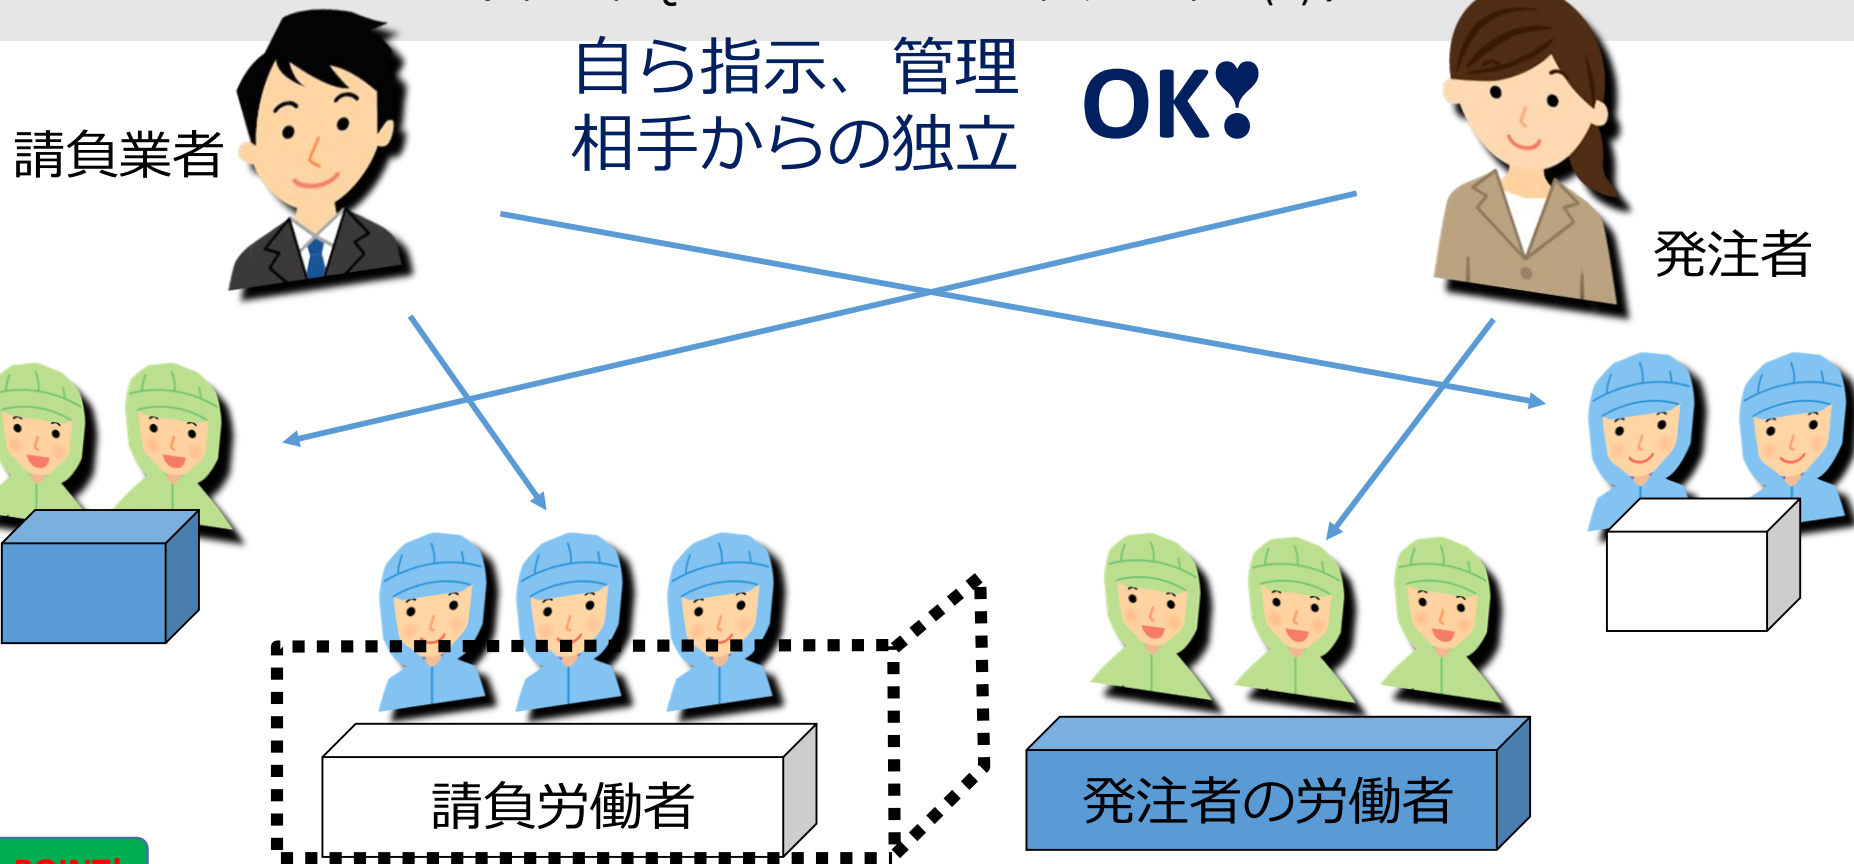 自ら指示、管理
相手からの独立
OK❣
請負業者
発注者
請負労働者
発注者の労働者
POINT!